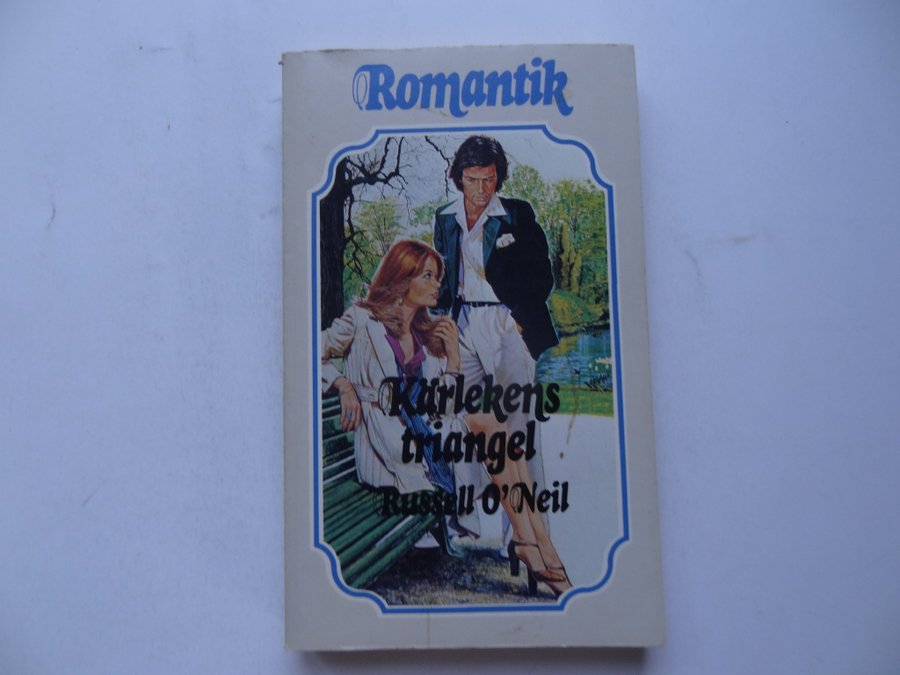 Romantik
Kärlekens
triangel
Russell O'Neil